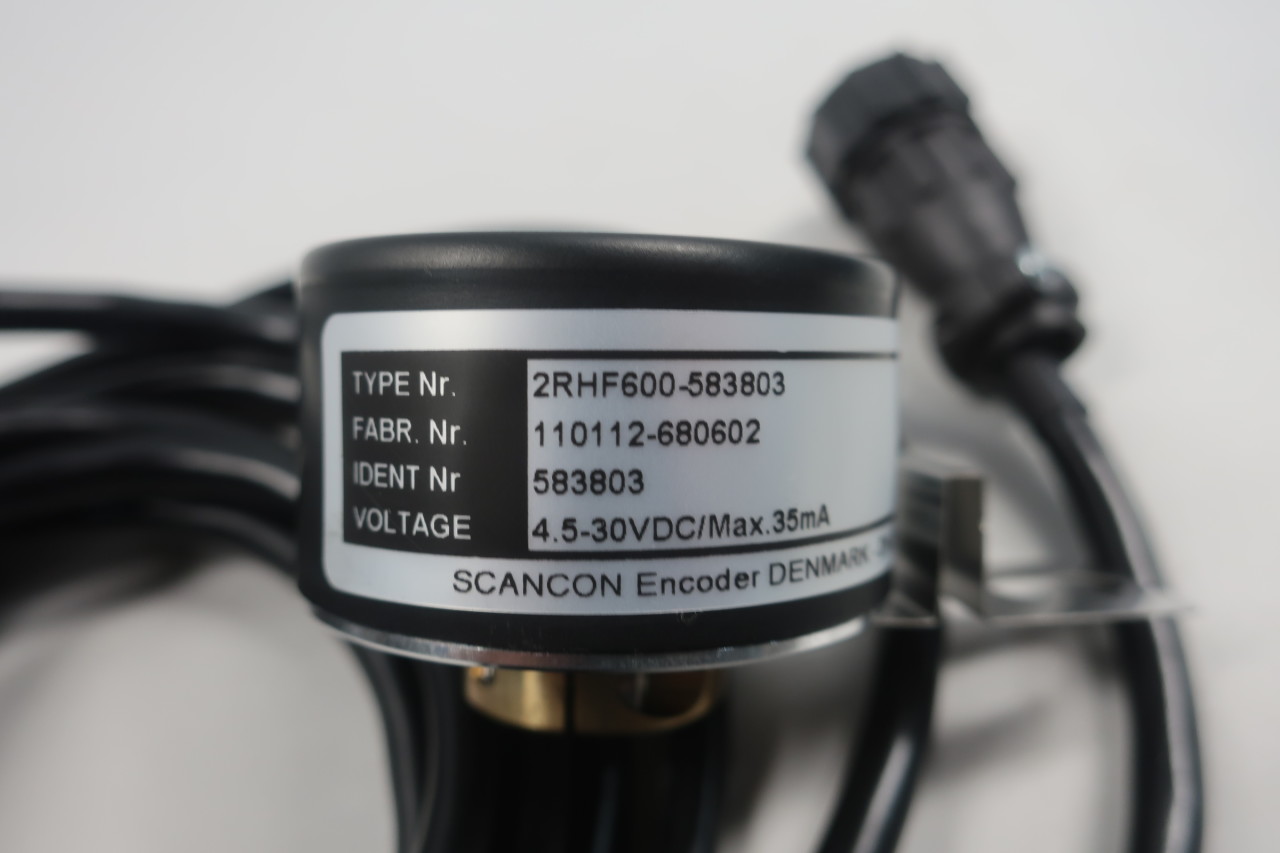 TYPE Nr. 2RHF600-583803
FABR. Nr. 110112-680602
IDENT Nr 583803
VOLTAGE 4.5-30VDC/Max.35mA
SCANCON Encoder DENMARK